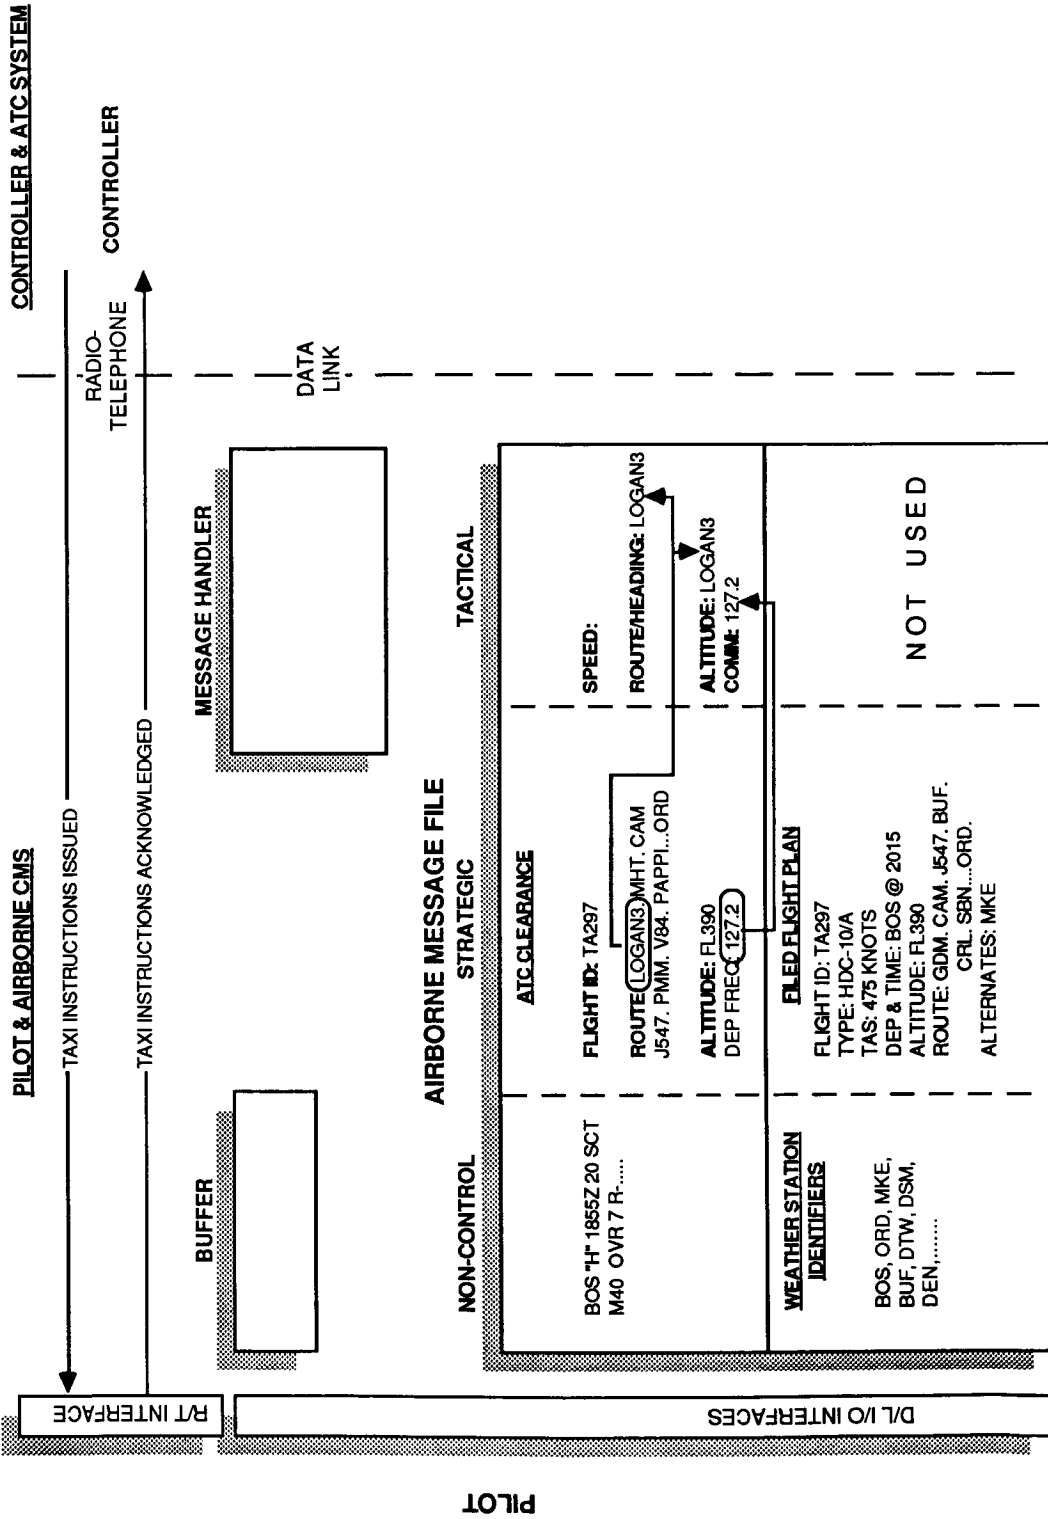 PILOT & AIRBORNE CMS
CONTROLLER & ATC SYSTEM
TAXI INSTRUCTIONS ISSUED
RADIO-
TELEPHONE
CONTROLLER
TAXI INSTRUCTIONS ACKNOWLEDGED
R/T INTERFACE
BUFFER
MESSAGE HANDLER
DATA
LINK
D/L I/O INTERFACES
PILOT
AIRBORNE MESSAGE FILE
NON-CONTROL
STRATEGIC
TACTICAL
BOS "H" 1855Z 20 SCT
M40 OVR 7 R-.....
ATC CLEARANCE
FLIGHT ID: TA297
ROUTE: LOGAN3. MHT. CAM
J547. PMM. V84. PAPPI...ORD
ALTITUDE: FL390
DEP FREQ: 127.2
SPEED:
ROUTE/HEADING: LOGAN3
ALTITUDE: LOGAN3
COMM: 127.2
WEATHER STATION
IDENTIFIERS
BOS, ORD, MKE,
BUF, DTW, DSM,
DEN,.......
FILED FLIGHT PLAN
FLIGHT ID: TA297
TYPE: HDC-10/A
TAS: 475 KNOTS
DEP & TIME: BOS @ 2015
ALTITUDE: FL390
ROUTE: GDM. CAM. J547. BUF.
CRL. SBN....ORD.
ALTERNATES: MKE
NOT USED